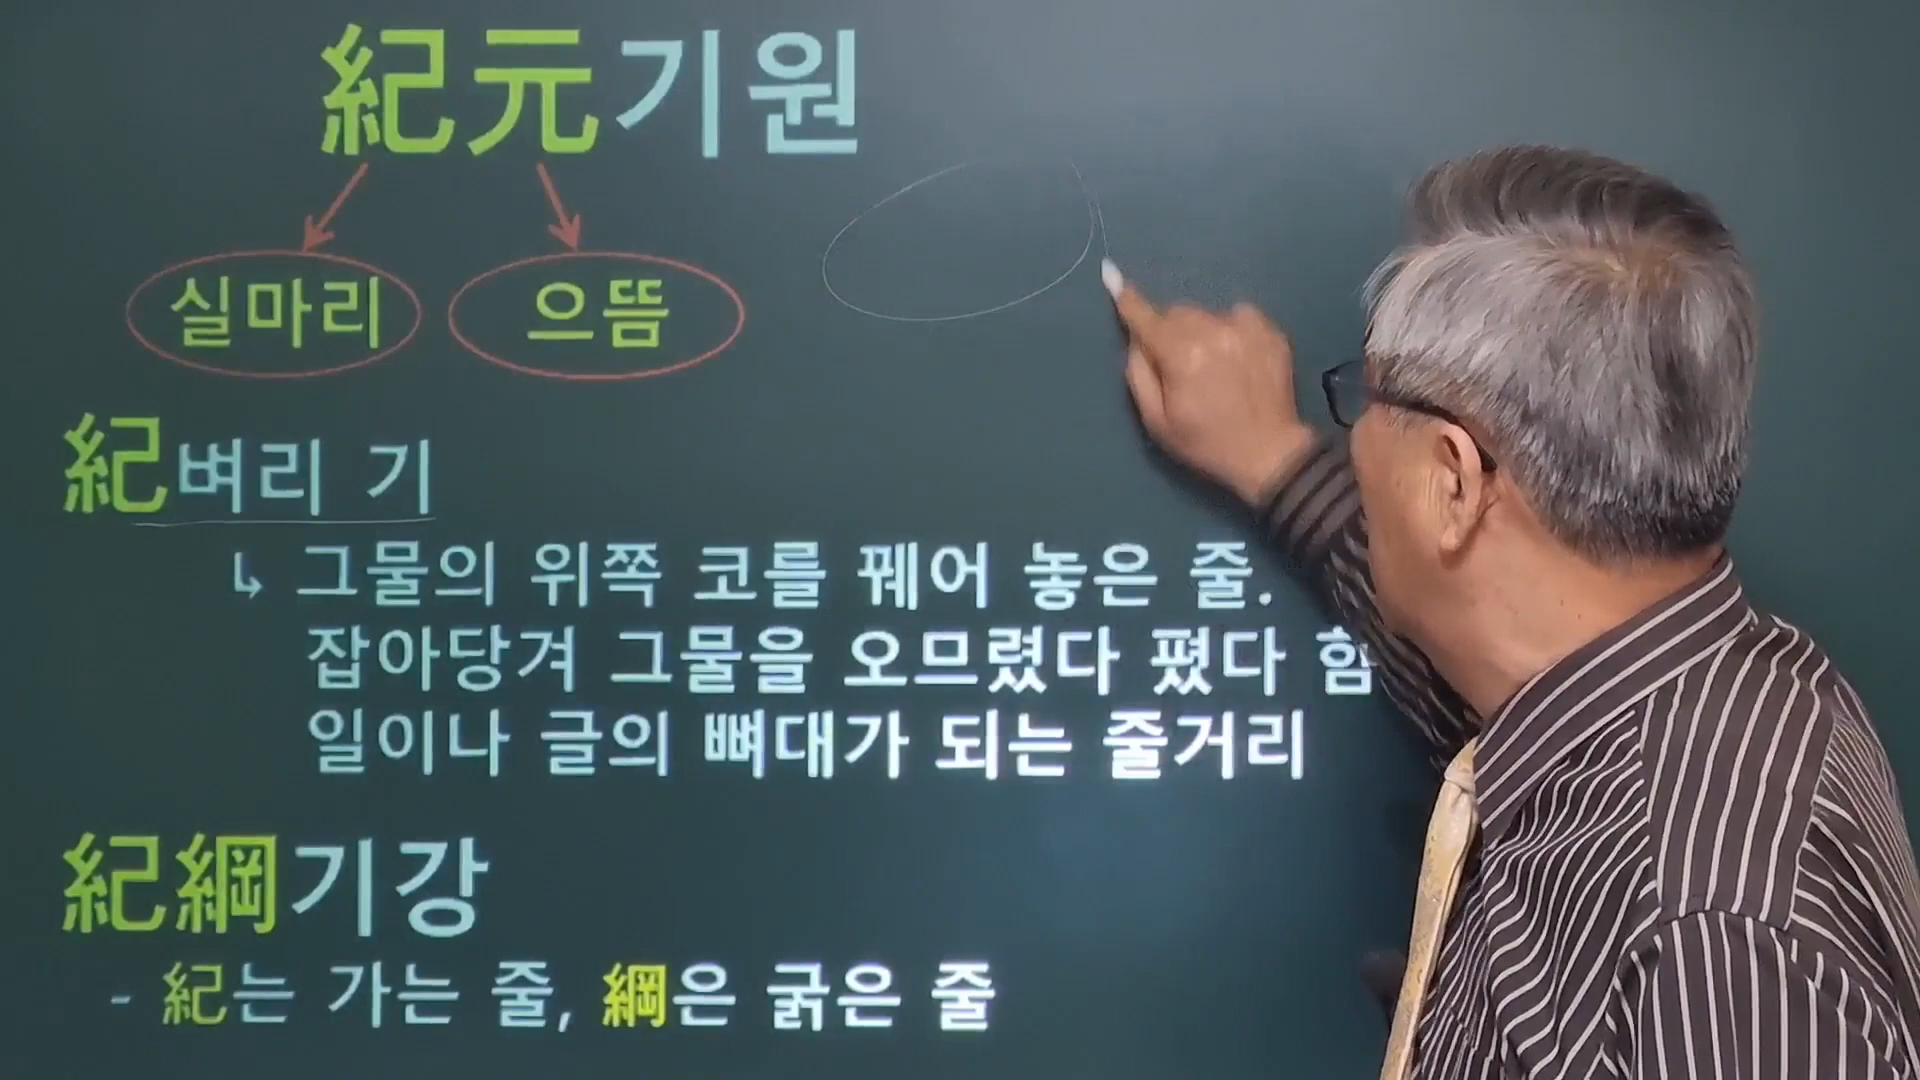 紀元기원
실마리 으뜸
紀벼리 기
↳ 그물의 위쪽 코를 꿰어 놓은 줄.
잡아당겨 그물을 오므렸다 폈다 함
일이나 글의 뼈대가 되는 줄거리
紀綱기강
- 紀는 가는 줄, 綱은 굵은 줄